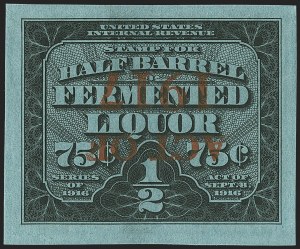 UNITED STATES
INTERNAL REVENUE
STAMP FOR
HALF BARREL
OF
FERMENTED
LIQUOR
75¢ 1/2 75¢
SERIES OF 1916
ACT OF SEPT. 8, 1916